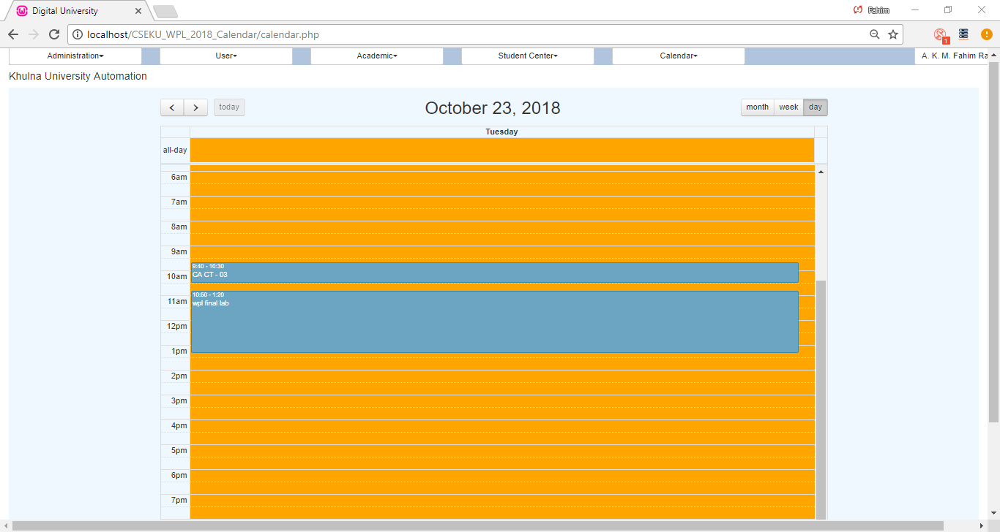 Digital University
Fahim
localhost/CSEKU_WPL_2018_Calendar/calendar.php
1
Administration
User
Academic
Student Center
Calendar
A. K. M. Fahim Ra
Khulna University Automation
today
October 23, 2018
month
week
day
Tuesday
all-day
6am
7am
8am
9am
9:40 - 10:30
CA CT - 03
10am
10:50 - 1:20
wpl final lab
11am
12pm
1pm
2pm
3pm
4pm
5pm
6pm
7pm